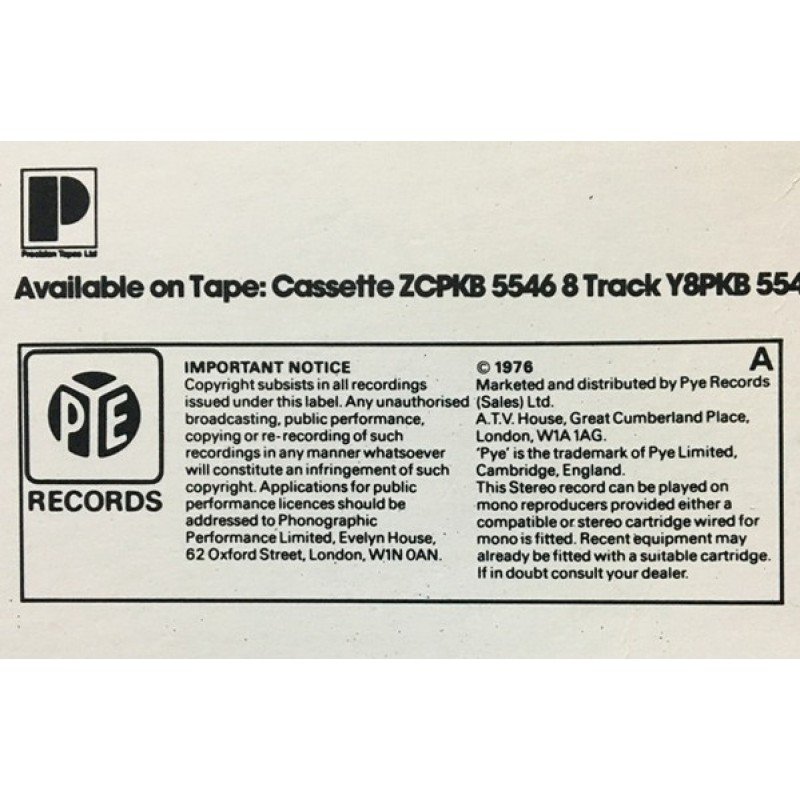 P
Precision Tapes Ltd
Available on Tape: Cassette ZCPKB 5546 8 Track Y8PKB 554
PYE
RECORDS
IMPORTANT NOTICE
Copyright subsists in all recordings
issued under this label. Any unauthorised
broadcasting, public performance,
copying or re-recording of such
recordings in any manner whatsoever
will constitute an infringement of such
copyright. Applications for public
performance licences should be
addressed to Phonographic
Performance Limited, Evelyn House,
62 Oxford Street, London, W1N 0AN.
© 1976
A
Marketed and distributed by Pye Records
(Sales) Ltd.
A.T.V. House, Great Cumberland Place,
London, W1A 1AG.
'Pye' is the trademark of Pye Limited,
Cambridge, England.
This Stereo record can be played on
mono reproducers provided either a
compatible or stereo cartridge wired for
mono is fitted. Recent equipment may
already be fitted with a suitable cartridge.
If in doubt consult your dealer.